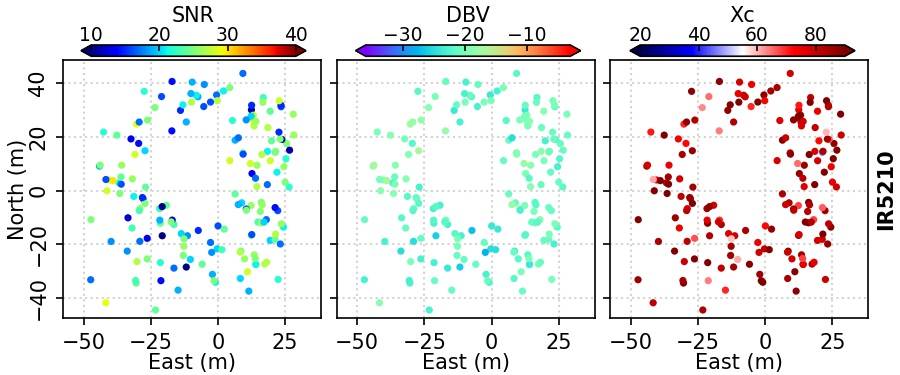 SNR DBV Xc
10 20 30 40 −30 −20 −10 20 40 60 80
40
20
0
−20
−40
North (m)
−50 −25 0 25 −50 −25 0 25 −50 −25 0 25
East (m) East (m) East (m)
IR5210